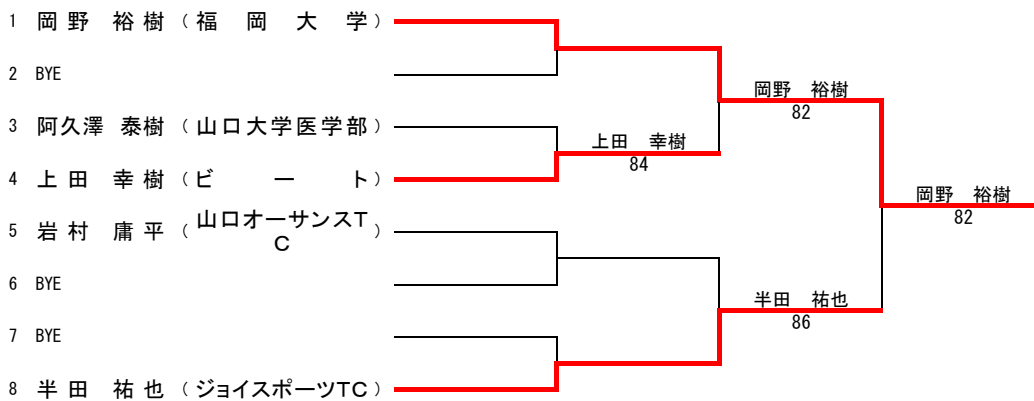 1 岡野 裕樹 (福岡大学)
2 BYE
3 阿久澤 泰樹 (山口大学医学部)
4 上田 幸樹 (ビート)
5 岩村 庸平 (山口オーサンスTC)
6 BYE
7 BYE
8 半田 祐也 (ジョイスポーツTC)
上田 幸樹
84
岡野 裕樹
82
半田 祐也
86
岡野 裕樹
82